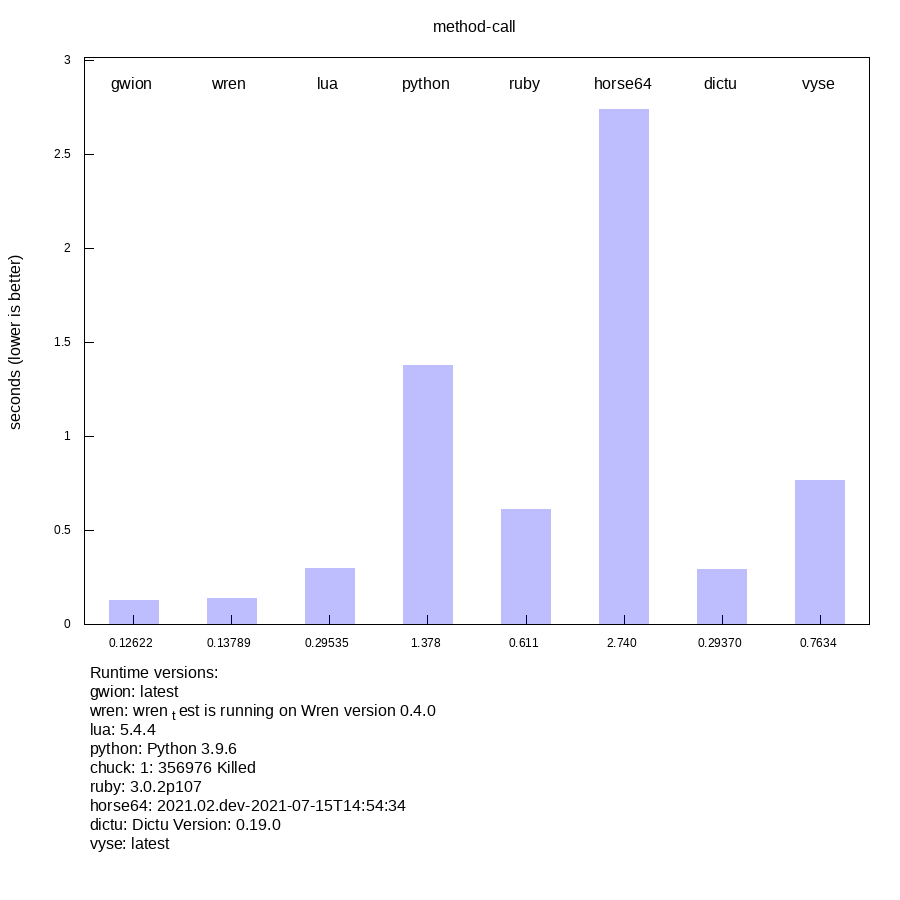 method-call
3
gwion wren lua python ruby horse64 dictu vyse
2.5
2
1.5
1
0.5
0
seconds (lower is better)
0.12622 0.13789 0.29535 1.378 0.611 2.740 0.29370 0.7634
Runtime versions:
gwion: latest
wren: wren t est is running on Wren version 0.4.0
lua: 5.4.4
python: Python 3.9.6
chuck: 1: 356976 Killed
ruby: 3.0.2p107
horse64: 2021.02.dev-2021-07-15T14:54:34
dictu: Dictu Version: 0.19.0
vyse: latest